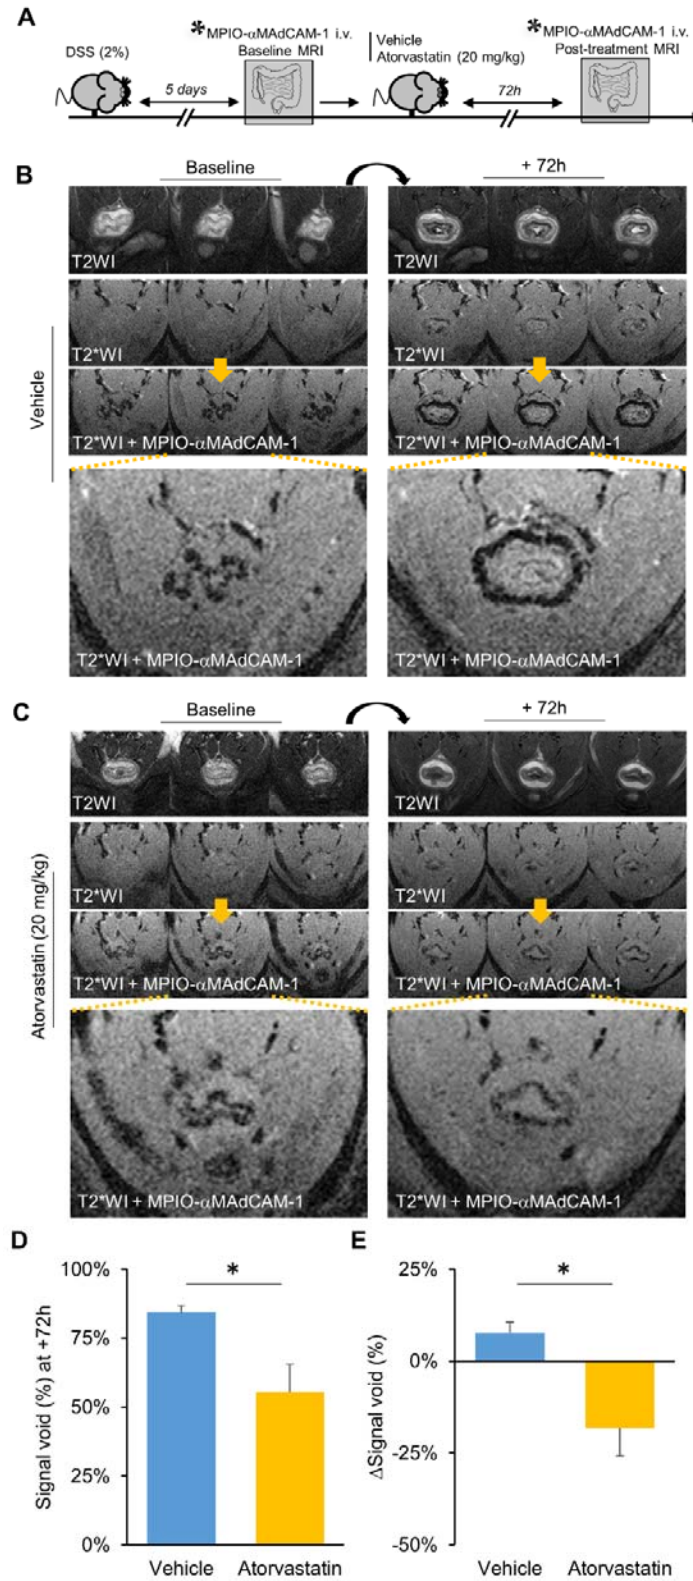 A
*MPIO-αMAdCAM-1 i.v.
Baseline MRI
DSS (2%)
5 days
Vehicle
Atorvastatin (20 mg/kg)
72h
*MPIO-αMAdCAM-1 i.v.
Post-treatment MRI
B
Baseline
+ 72h
Vehicle
T2WI
T2WI
T2*WI
T2*WI
T2*WI + MPIO-αMAdCAM-1
T2*WI + MPIO-αMAdCAM-1
T2*WI + MPIO-αMAdCAM-1
T2*WI + MPIO-αMAdCAM-1
C
Baseline
+ 72h
Atorvastatin (20 mg/kg)
T2WI
T2WI
T2*WI
T2*WI
T2*WI + MPIO-αMAdCAM-1
T2*WI + MPIO-αMAdCAM-1
T2*WI + MPIO-αMAdCAM-1
T2*WI + MPIO-αMAdCAM-1
D
Signal void (%) at +72h
100%
75%
50%
25%
0%
*
Vehicle
Atorvastatin
E
ΔSignal void (%)
25%
0%
-25%
-50%
*
Vehicle
Atorvastatin